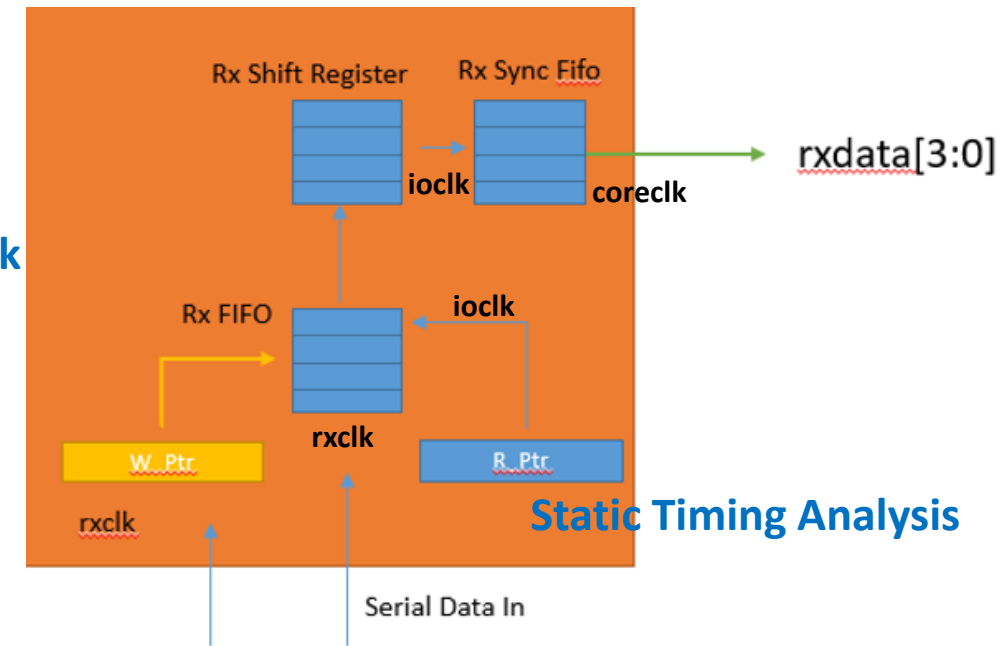 Rx Shift Register
Rx Sync Fifo
ioclk
coreclk
rxdata[3:0]
k
Rx FIFO
ioclk
rxclk
W_Ptr
R_Ptr
rxclk
Static Timing Analysis
Serial Data In